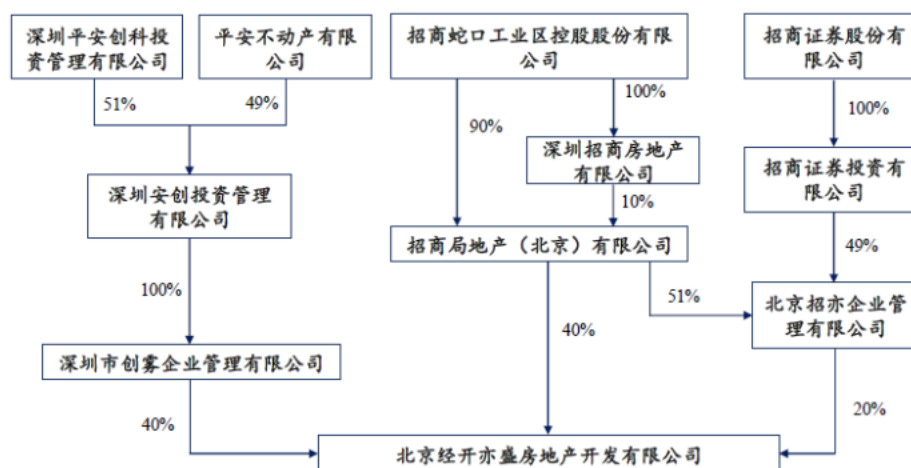 深圳平安创科投
资管理有限公司
平安不动产有限
公司
招商蛇口工业区控股股份有限
公司
招商证券股份有
限公司
51%
49%
90%
100%
100%
深圳招商房地产
有限公司
招商证券投资有
限公司
深圳安创投资管理
有限公司
10%
49%
招商局地产（北京）有限公司
100%
51%
北京招亦企业管
理有限公司
40%
深圳市创雾企业管理有限公司
40%
20%
北京经开亦盛房地产开发有限公司